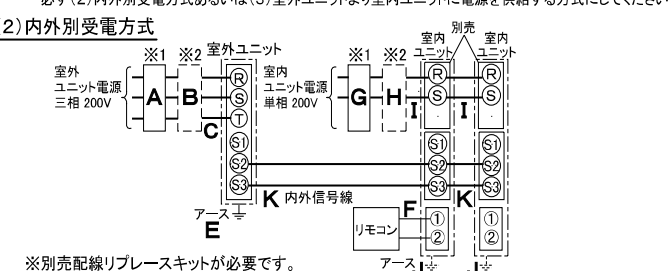 必ず(2)内外別受電方式あるいは(3)室外ユニットより室内ユニットに電源を供給する方式にしてください
(2)内外別受電方式
別売
※1 ※2 室外ユニット ※1 ※2 室内ユニット 室内ユニット
室外ユニット電源 三相 200V
A B C
R
S
T
S1
S2
S3
室内ユニット電源 単相 200V
G H I I
R R
S S
S1 S1
S2 S2
S3 S3
K 内外信号線 K
アース
E
リモコン F
① ①
② ②
アース
※別売配線リプレースキットが必要です。